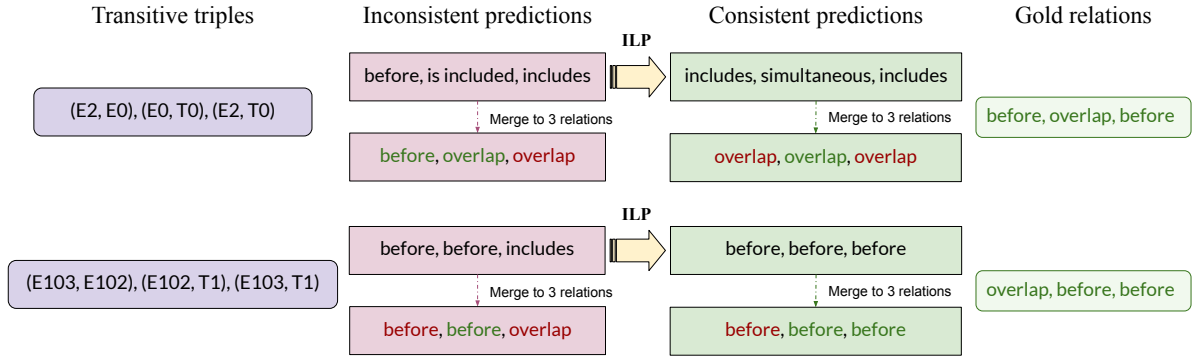 Transitive triples
Inconsistent predictions
Consistent predictions
Gold relations
(E2, E0), (E0, T0), (E2, T0)
before, is included, includes
ILP
includes, simultaneous, includes
Merge to 3 relations
Merge to 3 relations
before, overlap, overlap
overlap, overlap, overlap
before, overlap, before
(E103, E102), (E102, T1), (E103, T1)
before, before, includes
ILP
before, before, before
Merge to 3 relations
Merge to 3 relations
before, before, overlap
before, before, before
overlap, before, before